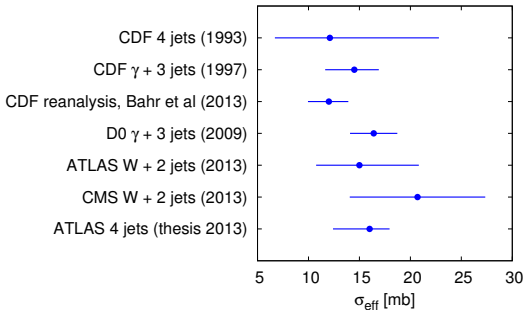 CDF 4 jets (1993)
CDF γ + 3 jets (1997)
CDF reanalysis, Bahr et al (2013)
D0 γ + 3 jets (2009)
ATLAS W + 2 jets (2013)
CMS W + 2 jets (2013)
ATLAS 4 jets (thesis 2013)
5 10 15 20 25 30
σeff [mb]